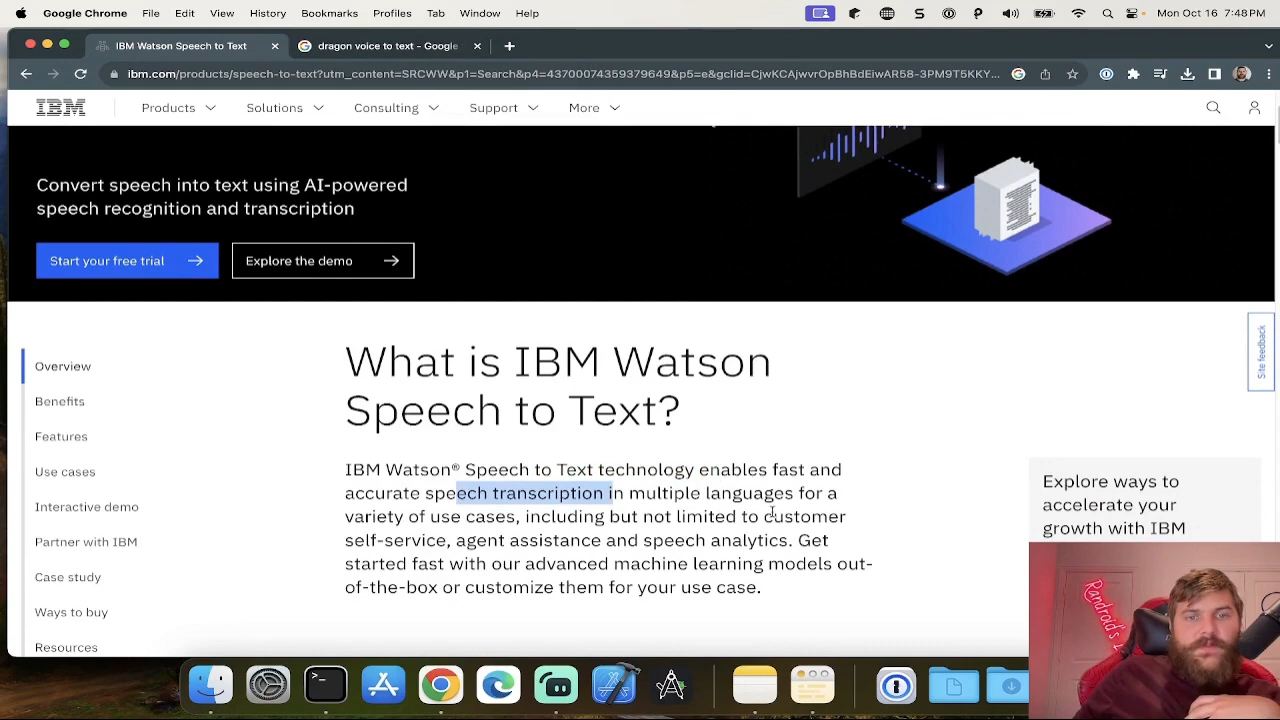 Google Chrome File Edit View History Bookmarks Profiles Tab Window Help Mon Oct 16 4:48
IBM Watson Speech to Text
dragon voice to text - Google
ibm.com/products/speech-to-text?utm_content=SRCWW&p1=Search&p4=43700074359379649&p5=e&gclid=CjwKCAjwvrOpBhBdEiwAR58-3PM9T5KKY...
IBM Products Solutions Consulting Support More
Convert speech into text using AI-powered
speech recognition and transcription
Start your free trial
Explore the demo
Overview
Benefits
Features
Use cases
Interactive demo
Partner with IBM
Case study
Ways to buy
Resources
What is IBM Watson
Speech to Text?
IBM Watson® Speech to Text technology enables fast and
accurate speech transcription in multiple languages for a
variety of use cases, including but not limited to customer
self-service, agent assistance and speech analytics. Get
started fast with our advanced machine learning models out-
of-the-box or customize them for your use case.
Site feedback
Explore ways to
accelerate your
growth with IBM
Randroid's